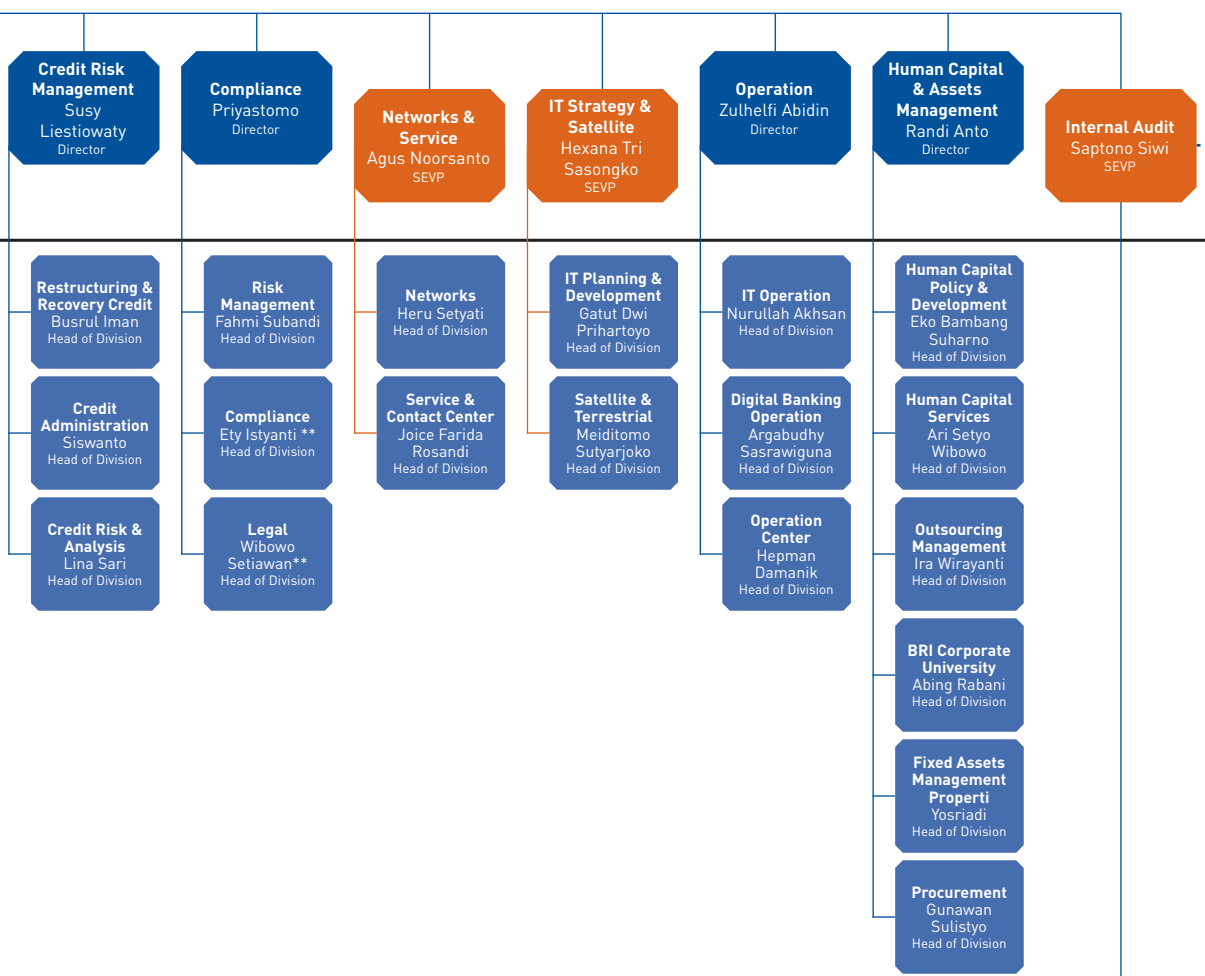 Credit Risk
Management
Susy
Liestiowaty
Director
Compliance
Priyastomo
Director
Networks &
Service
Agus Noorsanto
SEVP
IT Strategy &
Satellite
Hexana Tri
Sasongko
SEVP
Operation
Zulhelfi Abidin
Director
Human Capital
& Assets
Management
Randi Anto
Director
Internal Audit
Saptono Siwi
SEVP
Restructuring &
Recovery Credit
Busrul Iman
Head of Division
Credit
Administration
Siswanto
Head of Division
Credit Risk &
Analysis
Lina Sari
Head of Division
Risk
Management
Fahmi Subandi
Head of Division
Compliance
Ety Istyanti **
Head of Division
Legal
Wibowo
Setiawan**
Head of Division
Networks
Heru Setyati
Head of Division
Service &
Contact Center
Joice Farida
Rosandi
Head of Division
IT Planning &
Development
Gatut Dwi
Prihartoyo
Head of Division
Satellite &
Terrestrial
Meiditomo
Sutyarjoko
Head of Division
IT Operation
Nurullah Akhsan
Head of Division
Digital Banking
Operation
Argabudhy
Sasrawiguna
Head of Division
Operation
Center
Hepman
Damanik
Head of Division
Human Capital
Policy &
Development
Eko Bambang
Suharno
Head of Division
Human Capital
Services
Ari Setyo
Wibowo
Head of Division
Outsourcing
Management
Ira Wirayanti
Head of Division
BRI Corporate
University
Abing Rabani
Head of Division
Fixed Assets
Management
Properti
Yosriadi
Head of Division
Procurement
Gunawan
Sulistyo
Head of Division